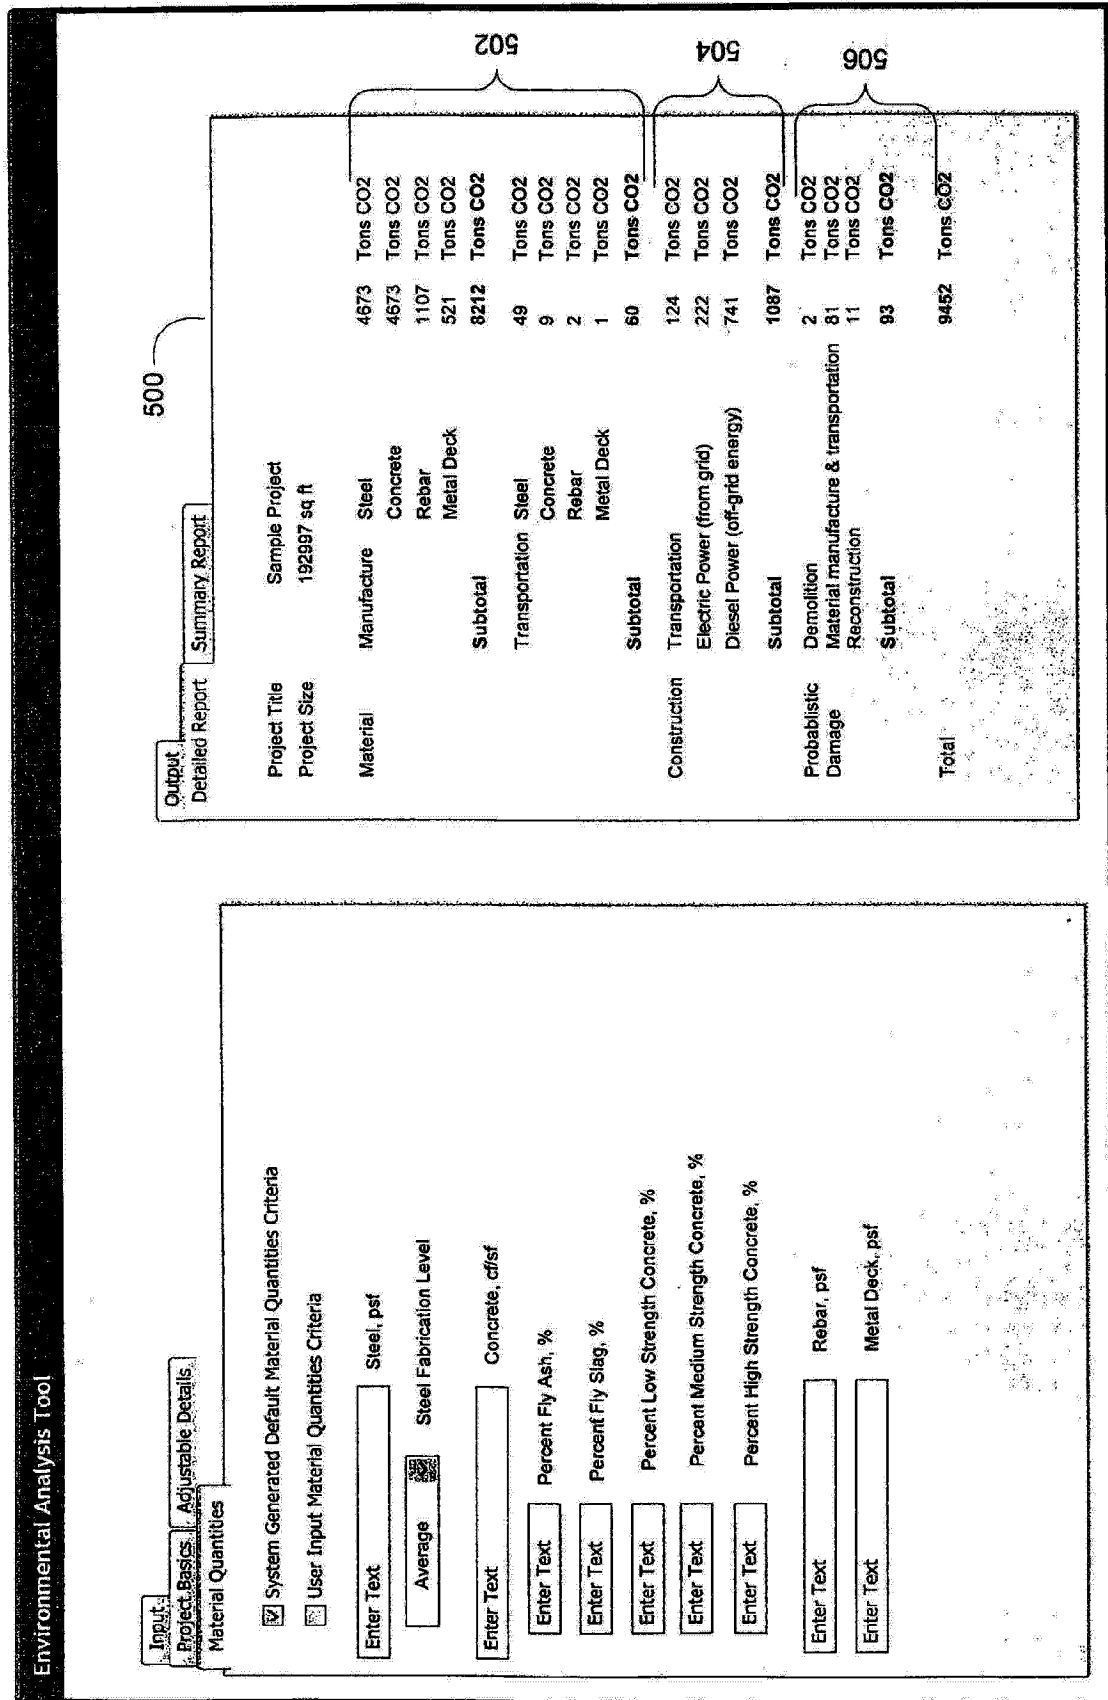 Environmental Analysis Tool
Input
Project Basics Adjustable Details
Material Quantities
System Generated Default Material Quantities Criteria
User Input Material Quantities Criteria
Enter Text Steel, psf
Average Steel Fabrication Level
Enter Text Concrete, cf/sf
Enter Text Percent Fly Ash, %
Enter Text Percent Fly Slag, %
Enter Text Percent Low Strength Concrete, %
Enter Text Percent Medium Strength Concrete, %
Enter Text Percent High Strength Concrete, %
Enter Text Rebar, psf
Enter Text Metal Deck, psf
500
Output
Detailed Report Summary Report
Project Title Sample Project
Project Size 192997 sq ft
Material Manufacture Steel 4673 Tons CO2
Concrete 4673 Tons CO2
Rebar 1107 Tons CO2
Metal Deck 521 Tons CO2
Subtotal 8212 Tons CO2
Transportation Steel 49 Tons CO2
Concrete 9 Tons CO2
Rebar 2 Tons CO2
Metal Deck 1 Tons CO2
Subtotal 60 Tons CO2
502
Construction Transportation 124 Tons CO2
Electric Power (from grid) 222 Tons CO2
Diesel Power (off-grid energy) 741 Tons CO2
Subtotal 1087 Tons CO2
504
Probablistic Demolition 2 Tons CO2
Damage Material manufacture & transportation 81 Tons CO2
Reconstruction 11 Tons CO2
Subtotal 93 Tons CO2
506
Total 9452 Tons CO2